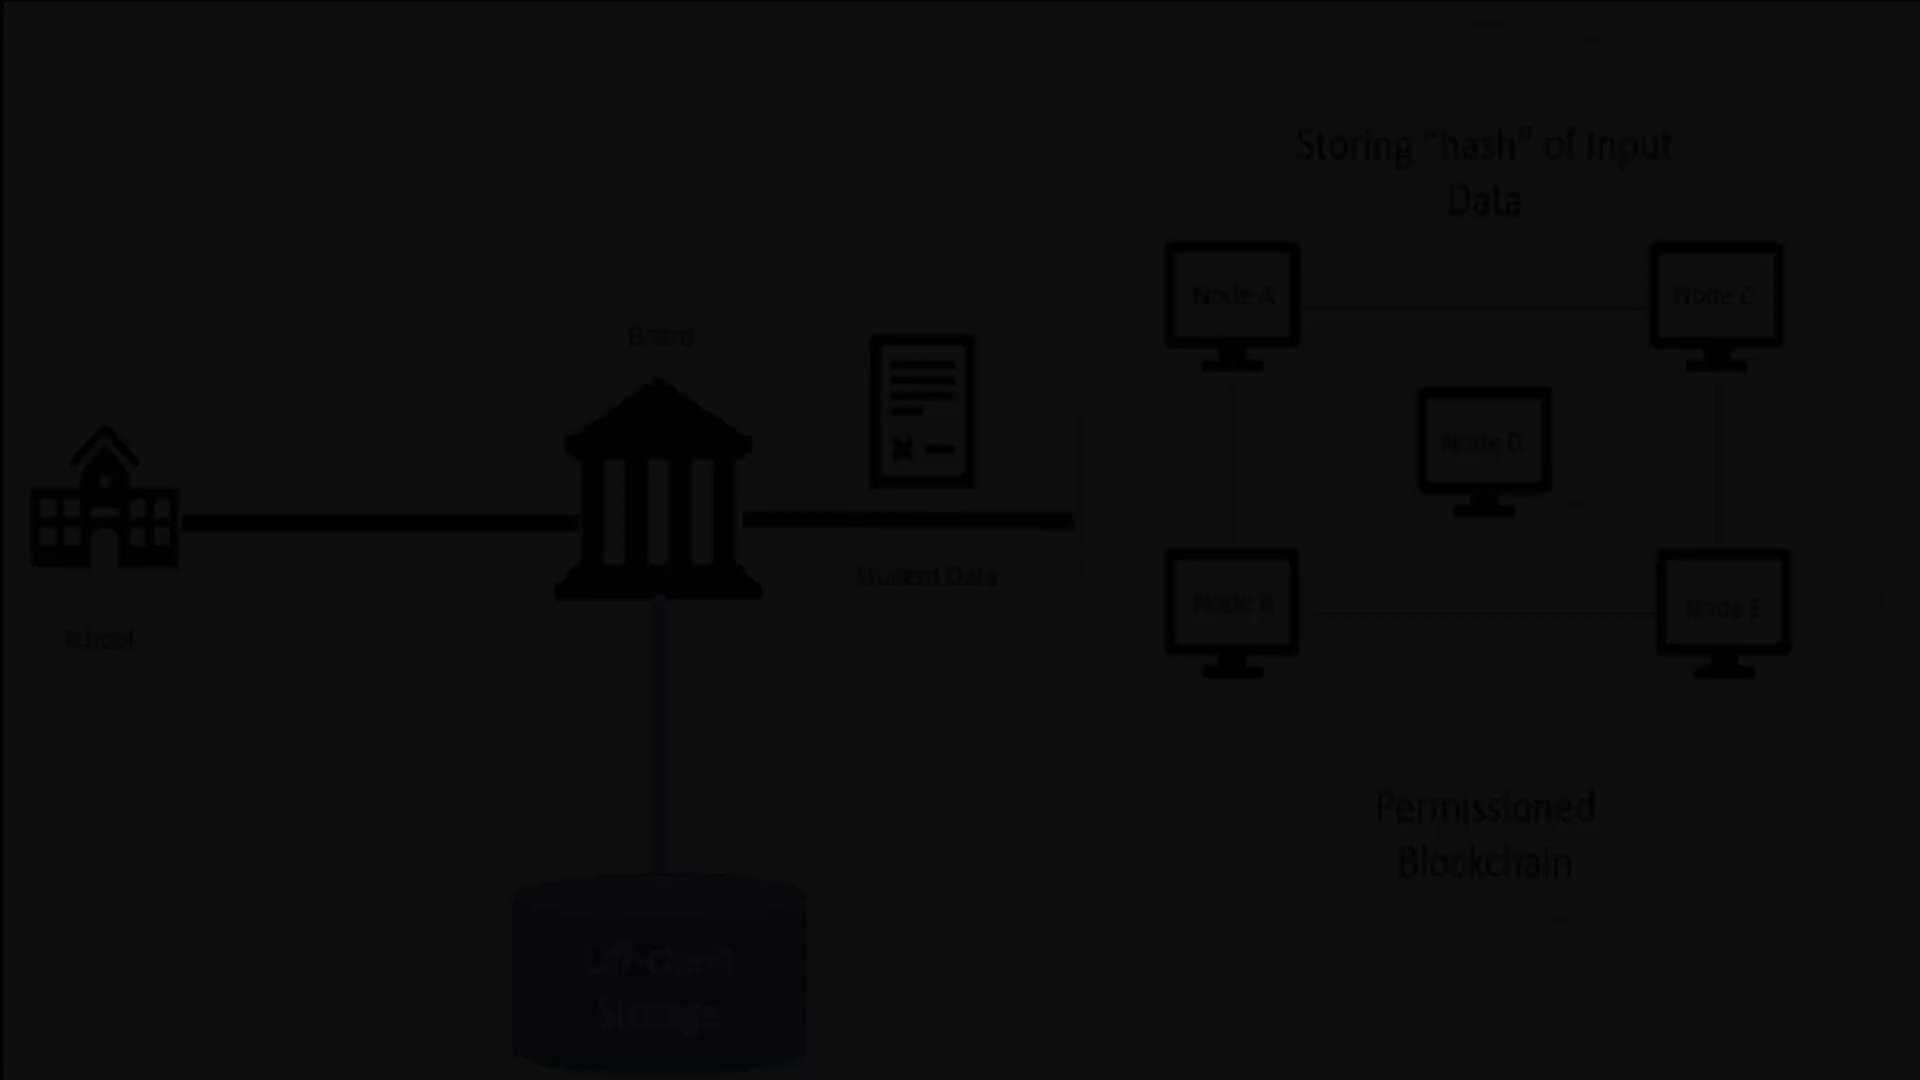 Storing "hash" of Input
Data
Node A
Node C
Board
Node D
Student Data
Node B
Node E
School
Permissioned
Blockchain
Off-chain
Storage